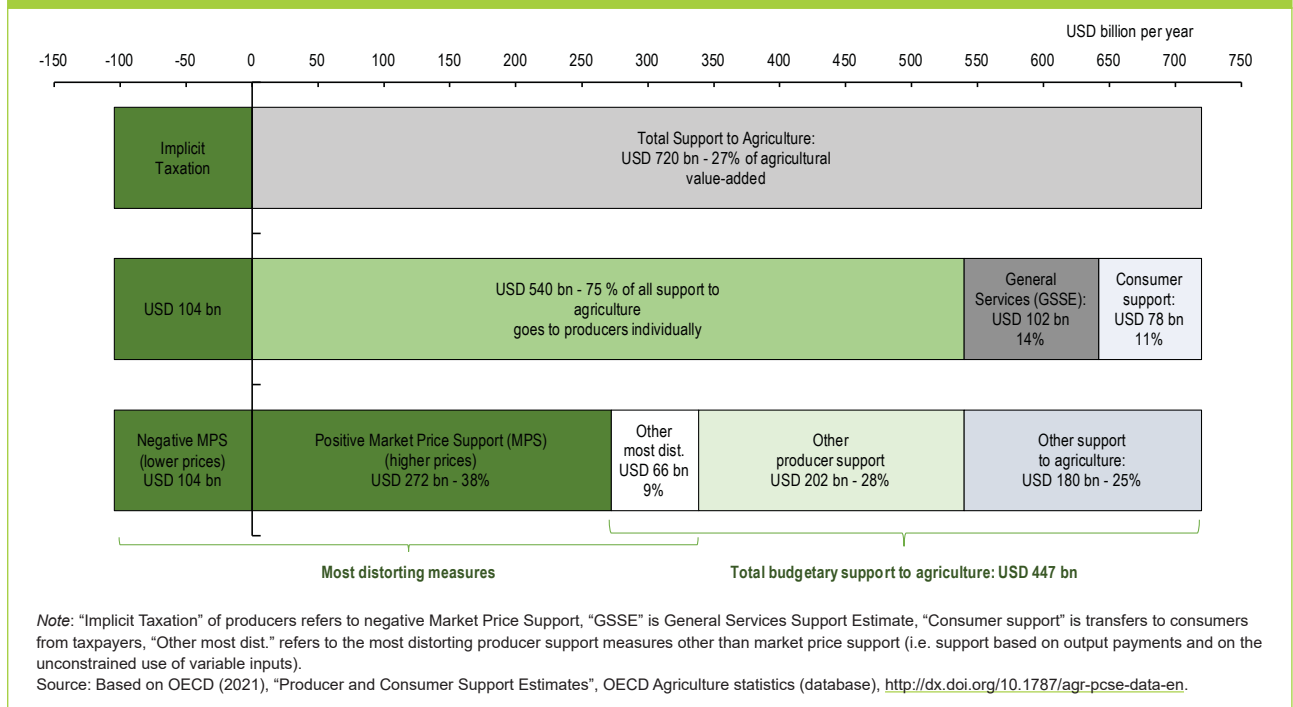 USD billion per year
-150 -100 -50 0 50 100 150 200 250 300 350 400 450 500 550 600 650 700 750
Implicit
Taxation
Total Support to Agriculture:
USD 720 bn - 27% of agricultural
value-added
USD 104 bn
USD 540 bn - 75 % of all support to
agriculture
goes to producers individually
General
Services (GSSE):
USD 102 bn
14%
Consumer
support:
USD 78 bn
11%
Negative MPS
(lower prices)
USD 104 bn
Positive Market Price Support (MPS)
(higher prices)
USD 272 bn - 38%
Other
most dist.
USD 66 bn
9%
Other
producer support
USD 202 bn - 28%
Other support
to agriculture:
USD 180 bn - 25%
Most distorting measures
Total budgetary support to agriculture: USD 447 bn
Note: “Implicit Taxation” of producers refers to negative Market Price Support, “GSSE” is General Services Support Estimate, “Consumer support” is transfers to consumers
from taxpayers, “Other most dist.” refers to the most distorting producer support measures other than market price support (i.e. support based on output payments and on the
unconstrained use of variable inputs).
Source: Based on OECD (2021), “Producer and Consumer Support Estimates”, OECD Agriculture statistics (database), http://dx.doi.org/10.1787/agr-pcse-data-en.